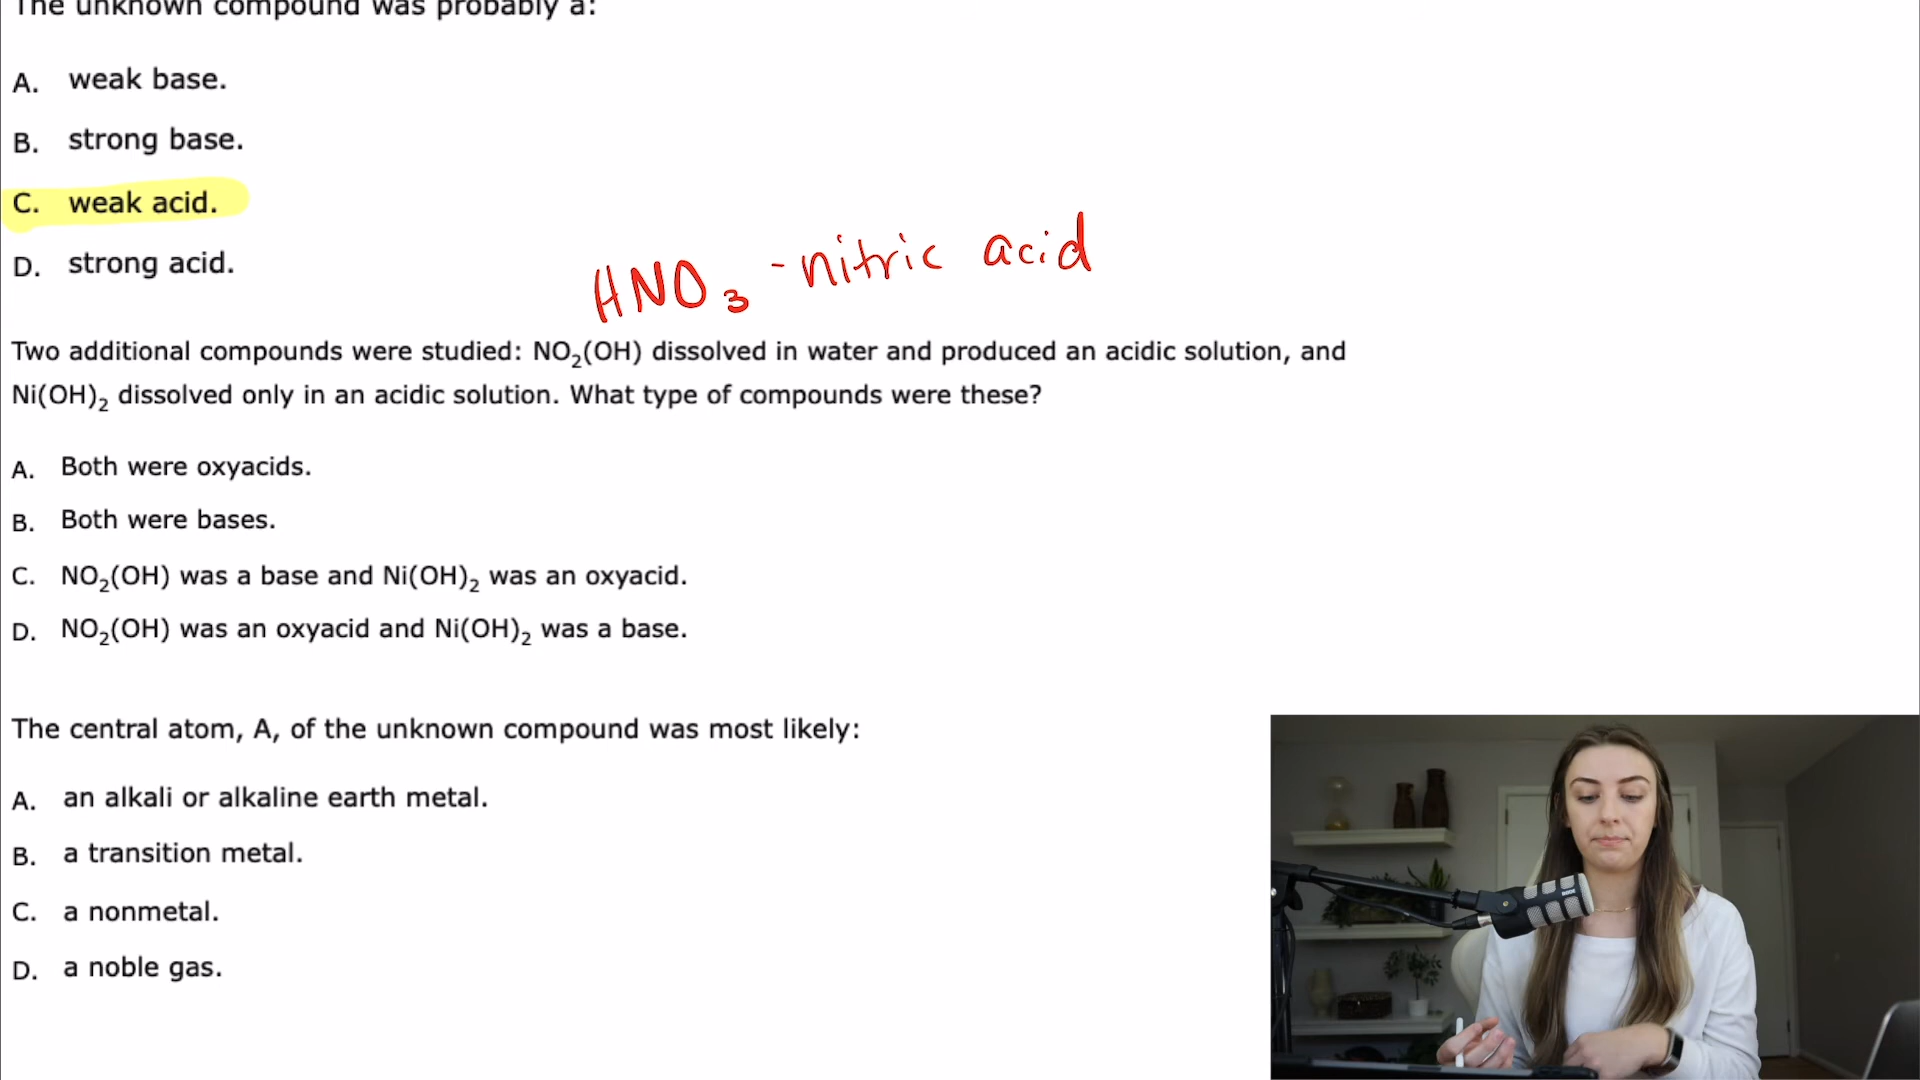 The unknown compound was probably a:
A. weak base.
B. strong base.
C. weak acid.
D. strong acid.
HNO3 - nitric acid
Two additional compounds were studied: NO2(OH) dissolved in water and produced an acidic solution, and
Ni(OH)2 dissolved only in an acidic solution. What type of compounds were these?
A. Both were oxyacids.
B. Both were bases.
C. NO2(OH) was a base and Ni(OH)2 was an oxyacid.
D. NO2(OH) was an oxyacid and Ni(OH)2 was a base.
The central atom, A, of the unknown compound was most likely:
A. an alkali or alkaline earth metal.
B. a transition metal.
C. a nonmetal.
D. a noble gas.